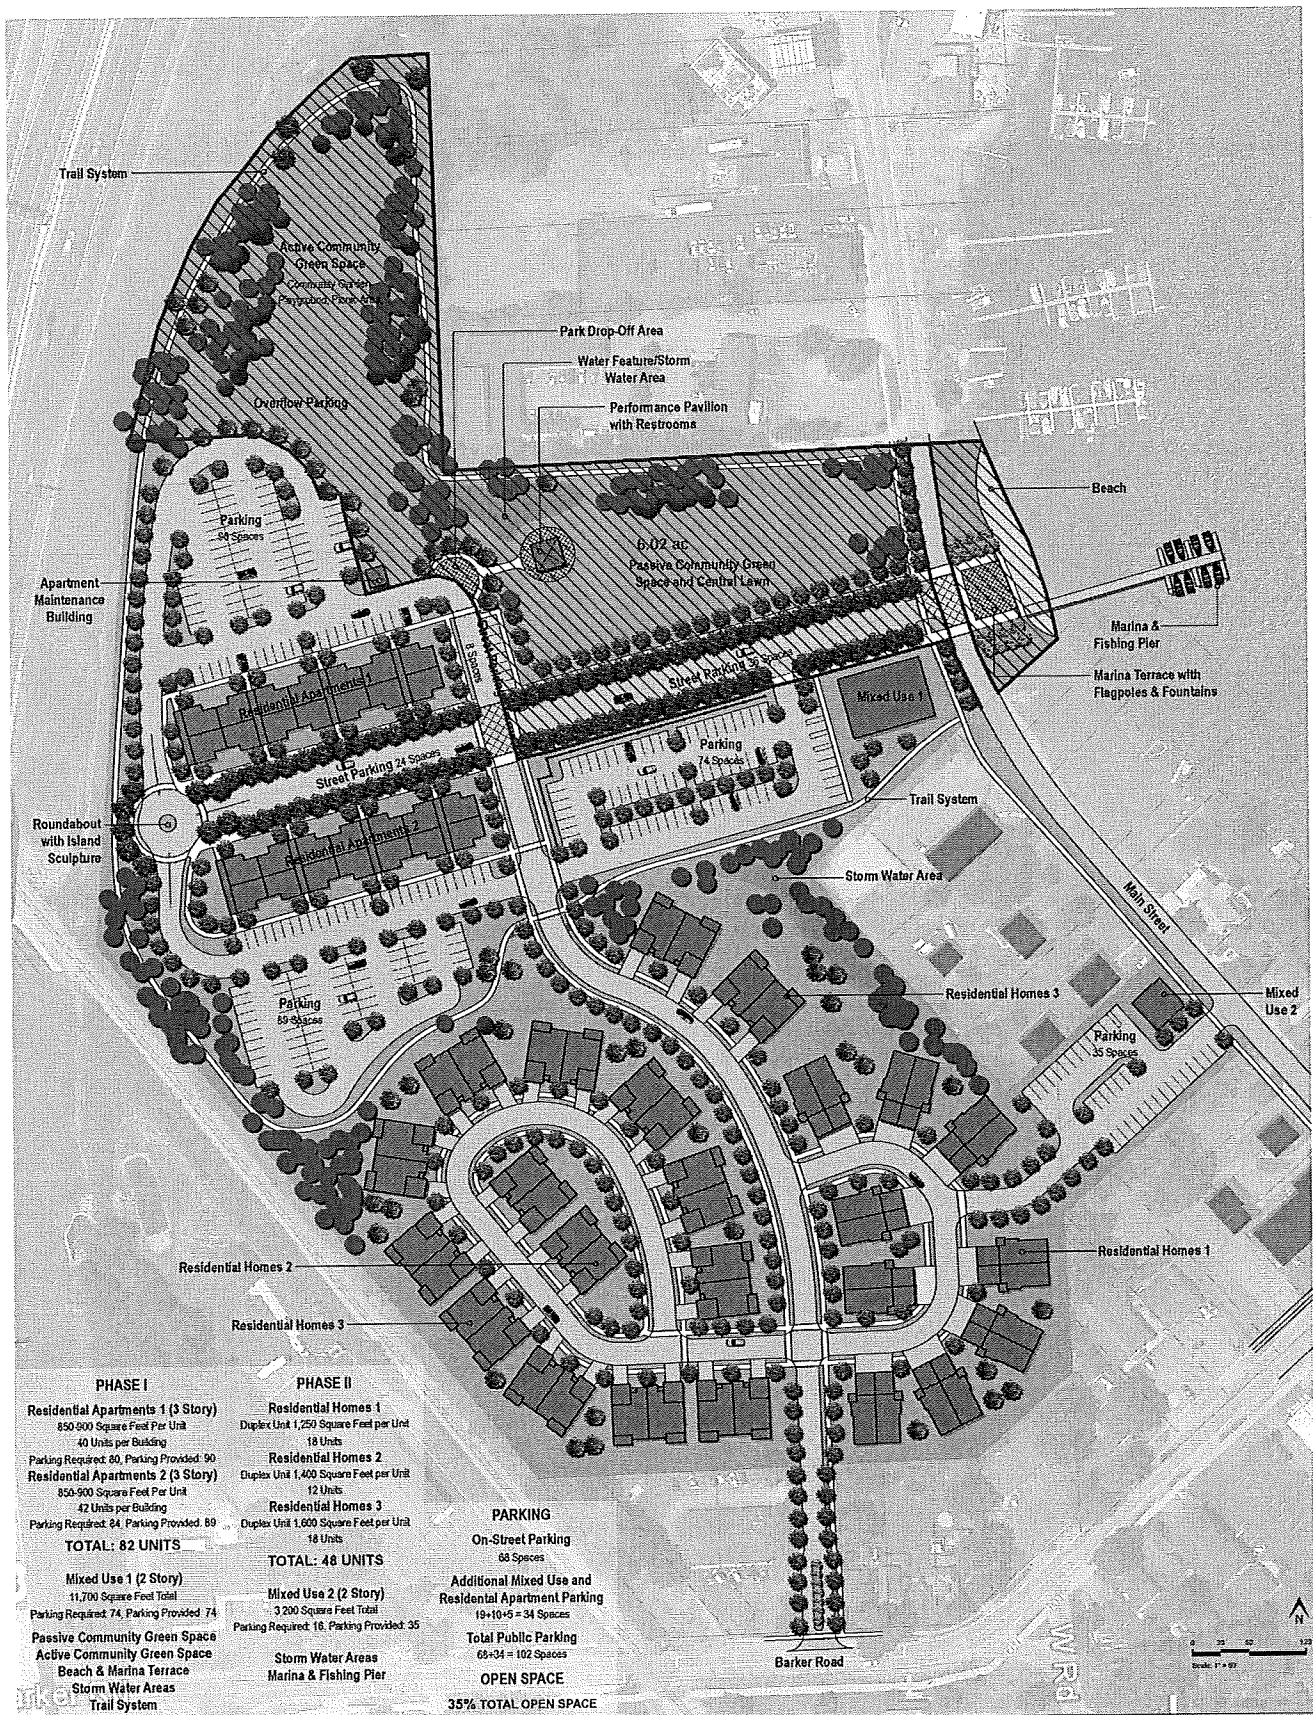 Trail System
Active Community
Green Space
Community Garden
Playground, Picnic Area
Park Drop-Off Area
Water Feature/Storm
Water Area
Performance Pavilion
with Restrooms
Overflow Parking
Beach
Parking
90 Spaces
6.02 ac
Passive Community Green
Space and Central Lawn
Apartment
Maintenance
Building
Marina &
Fishing Pier
8 Spaces
Street Parking 36 Spaces
Marina Terrace with
Flagpoles & Fountains
Residential Apartments 1
Mixed Use 1
Parking
74 Spaces
Street Parking 24 Spaces
Trail System
Roundabout
with Island
Sculpture
Residential Apartments 2
Storm Water Area
Main Street
Residential Homes 3
Mixed
Use 2
Parking
89 Spaces
Parking
35 Spaces
Residential Homes 1
Residential Homes 2
Residential Homes 3
PHASE I
Residential Apartments 1 (3 Story)
850-900 Square Feet Per Unit
40 Units per Building
Parking Required: 80, Parking Provided: 90
Residential Apartments 2 (3 Story)
850-900 Square Feet Per Unit
42 Units per Building
Parking Required: 84, Parking Provided: 89
TOTAL: 82 UNITS
Mixed Use 1 (2 Story)
11,700 Square Feet Total
Parking Required: 74, Parking Provided: 74
Passive Community Green Space
Active Community Green Space
Beach & Marina Terrace
Storm Water Areas
Trail System
PHASE II
Residential Homes 1
Duplex Unit 1,250 Square Feet per Unit
18 Units
Residential Homes 2
Duplex Unit 1,400 Square Feet per Unit
12 Units
Residential Homes 3
Duplex Unit 1,600 Square Feet per Unit
18 Units
TOTAL: 48 UNITS
Mixed Use 2 (2 Story)
3,200 Square Feet Total
Parking Required: 16, Parking Provided: 35
Storm Water Areas
Marina & Fishing Pier
PARKING
On-Street Parking
68 Spaces
Additional Mixed Use and
Residental Apartment Parking
19+10+5 = 34 Spaces
Total Public Parking
68+34 = 102 Spaces
OPEN SPACE
35% TOTAL OPEN SPACE
Barker Road
W Rd
N